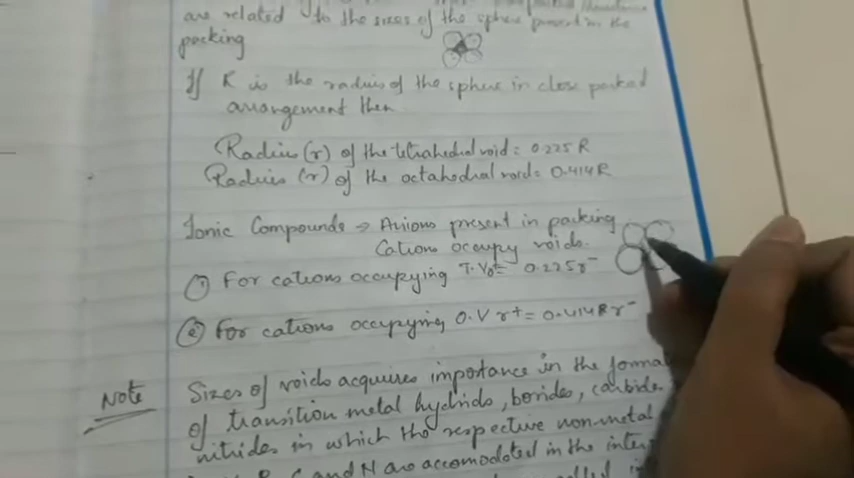 are related to the sizes of the sphere present in the
packing
If R is the radius of the sphere in close packed
arrangement then
Radius (r) of the tetrahedral void = 0.225 R
Radius (r) of the octahedral void = 0.414 R
Ionic Compounds → Anions present in packing
Cations occupy voids.
① For cations occupying T.V = 0.225 r⁻
② For cations occupying O.V r+ = 0.414 R r⁻
Note
Sizes of voids acquires importance in the forma
of transition metal hydrids, borides, carbide
nitrides in which the respective non-metal
C and N are accomodated in the inter